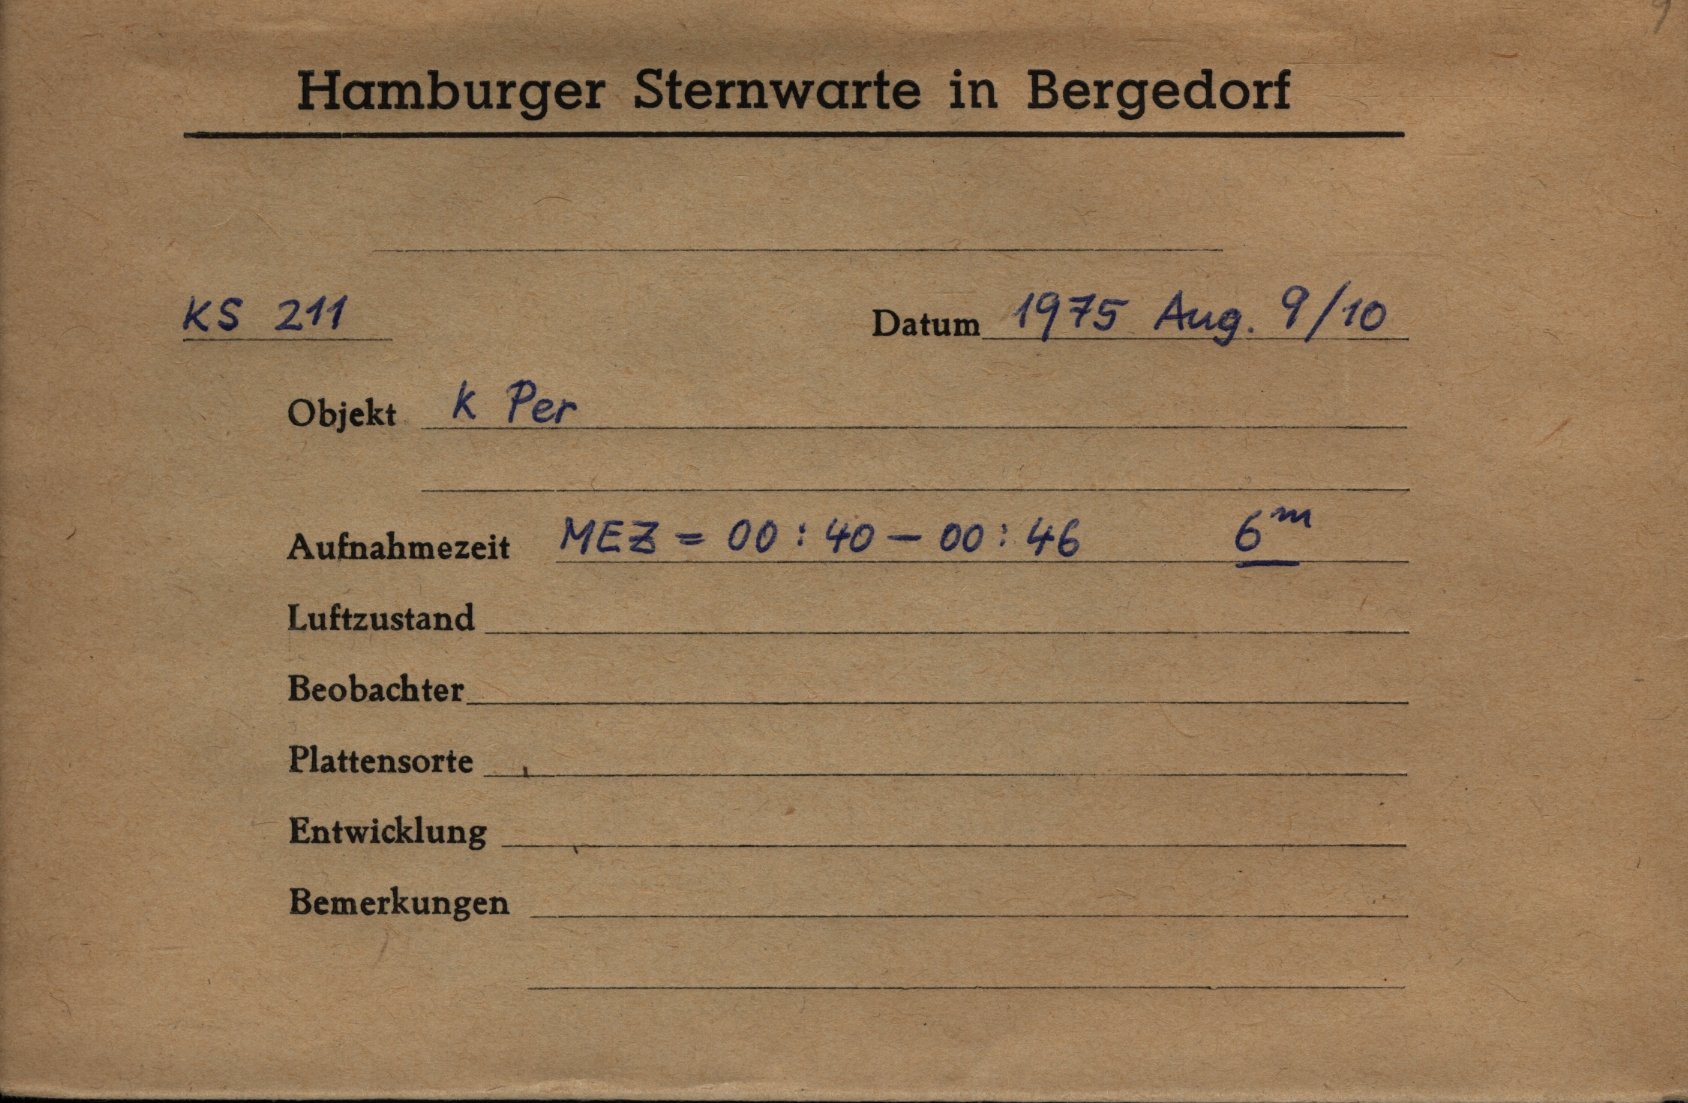 Hamburger Sternwarte in Bergedorf
KS 211 Datum 1975 Aug. 9/10
Objekt k Per
Aufnahmezeit MEZ = 00:40 – 00:46 6ᵐ
Luftzustand
Beobachter
Plattensorte
Entwicklung
Bemerkungen